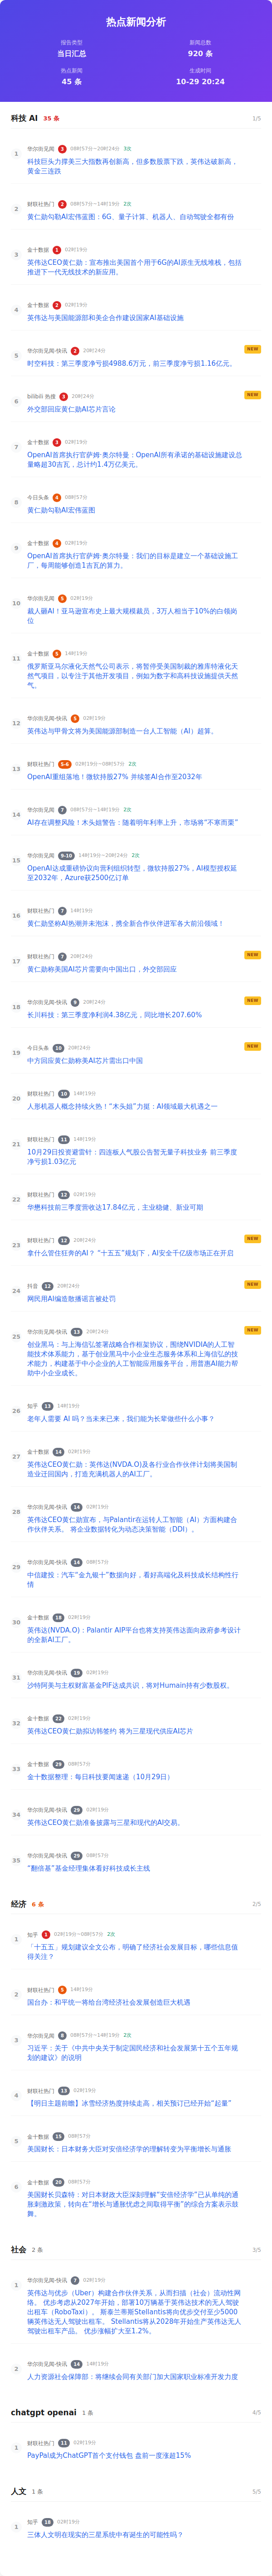 热点新闻分析
报告类型
当日汇总
新闻总数
920 条
热点新闻
45 条
生成时间
10-29 20:24
科技 AI 35 条 1/5
1
华尔街见闻 3 08时57分~20时24分 3次
科技巨头力撑美三大指数再创新高，但多数股票下跌，英伟达破新高，
黄金三连跌
2
财联社热门 2 08时57分~14时19分 2次
黄仁勋勾勒AI宏伟蓝图：6G、量子计算、机器人、自动驾驶全都有份
3
金十数据 1 02时19分
英伟达CEO黄仁勋：宣布推出美国首个用于6G的AI原生无线堆栈，包括
推进下一代无线技术的新应用。
4
金十数据 2 02时19分
英伟达与美国能源部和美企合作建设国家AI基础设施
5
华尔街见闻-快讯 2 20时24分 NEW
时空科技：第三季度净亏损4988.6万元，前三季度净亏损1.16亿元。
6
bilibili 热搜 3 20时24分 NEW
外交部回应黄仁勋AI芯片言论
7
金十数据 3 02时19分
OpenAI首席执行官萨姆·奥尔特曼：OpenAI所有承诺的基础设施建设总
量略超30吉瓦，总计约1.4万亿美元。
8
今日头条 4 08时57分
黄仁勋勾勒AI宏伟蓝图
9
金十数据 4 02时19分
OpenAI首席执行官萨姆·奥尔特曼：我们的目标是建立一个基础设施工
厂，每周能够创造1吉瓦的算力。
10
华尔街见闻 5 02时19分
裁人砸AI！亚马逊宣布史上最大规模裁员，3万人相当于10%的白领岗
位
11
金十数据 5 14时19分
俄罗斯亚马尔液化天然气公司表示，将暂停受美国制裁的雅库特液化天
然气项目，以专注于其他开发项目，例如为数字和高科技设施提供天然
气。
12
华尔街见闻-快讯 5 02时19分
英伟达与甲骨文将为美国能源部制造一台人工智能（AI）超算。
13
财联社热门 5-6 02时19分~08时57分 2次
OpenAI重组落地！微软持股27% 并续签AI合作至2032年
14
华尔街见闻 7 08时57分~14时19分 2次
AI存在调整风险！木头姐警告：随着明年利率上升，市场将“不寒而栗”
15
华尔街见闻 9-10 14时19分~20时24分 2次
OpenAI达成重磅协议向营利组织转型，微软持股27%，AI模型授权延
至2032年，Azure获2500亿订单
16
财联社热门 7 14时19分
黄仁勋坚称AI热潮并未泡沫，携全新合作伙伴进军各大前沿领域！
17
财联社热门 7 20时24分 NEW
黄仁勋称美国AI芯片需要向中国出口，外交部回应
18
华尔街见闻-快讯 9 20时24分 NEW
长川科技：第三季度净利润4.38亿元，同比增长207.60%
19
今日头条 10 20时24分 NEW
中方回应黄仁勋称美AI芯片需出口中国
20
财联社热门 10 14时19分
人形机器人概念持续火热！“木头姐”力挺：AI领域最大机遇之一
21
财联社热门 11 14时19分
10月29日投资避雷针：四连板人气股公告暂无量子科技业务 前三季度
净亏损1.03亿元
22
财联社热门 12 02时19分
华懋科技前三季度营收达17.84亿元，主业稳健、新业可期
23
财联社热门 12 20时24分 NEW
拿什么管住狂奔的AI？ “十五五”规划下，AI安全千亿级市场正在开启
24
抖音 12 20时24分 NEW
网民用AI编造散播谣言被处罚
25
华尔街见闻-快讯 13 20时24分 NEW
创业黑马：与上海信弘签署战略合作框架协议，围绕NVIDIA的人工智
能技术体系能力，基于创业黑马中小企业生态服务体系和上海信弘的技
术能力，构建基于中小企业的人工智能应用服务平台，用普惠AI能力帮
助中小企业成长。
26
知乎 13 14时19分
老年人需要 AI 吗？当未来已来，我们能为长辈做些什么小事？
27
金十数据 14 02时19分
英伟达CEO黄仁勋：英伟达(NVDA.O)及各行业合作伙伴计划将美国制
造业迁回国内，打造充满机器人的AI工厂。
28
华尔街见闻-快讯 14 02时19分
英伟达CEO黄仁勋宣布，与Palantir在运转人工智能（AI）方面构建合
作伙伴关系。 将企业数据转化为动态决策智能（DDI）。
29
华尔街见闻-快讯 14 08时57分
中信建投：汽车“金九银十”数据向好，看好高端化及科技成长结构性行
情
30
金十数据 18 02时19分
英伟达(NVDA.O)：Palantir AIP平台也将支持英伟达面向政府参考设计
的全新AI工厂。
31
华尔街见闻-快讯 19 02时19分
沙特阿美与主权财富基金PIF达成共识，将对Humain持有少数股权。
32
金十数据 22 02时19分
英伟达CEO黄仁勋拟访韩签约 将为三星现代供应AI芯片
33
金十数据 28 08时57分
金十数据整理：每日科技要闻速递（10月29日）
34
华尔街见闻-快讯 29 02时19分
英伟达CEO黄仁勋准备披露与三星和现代的AI交易。
35
华尔街见闻-快讯 29 08时57分
“翻倍基”基金经理集体看好科技成长主线
经济 6 条 2/5
1
知乎 1 02时19分~08时57分 2次
「十五五」规划建议全文公布，明确了经济社会发展目标，哪些信息值
得关注？
2
财联社热门 5 14时19分
国台办：和平统一将给台湾经济社会发展创造巨大机遇
3
华尔街见闻 8 08时57分~14时19分 2次
习近平：关于《中共中央关于制定国民经济和社会发展第十五个五年规
划的建议》的说明
4
财联社热门 13 02时19分
【明日主题前瞻】冰雪经济热度持续走高，相关预订已经开始“起量”
5
金十数据 15 08时57分
美国财长：日本财务大臣对安倍经济学的理解转变为平衡增长与通胀
6
金十数据 20 08时57分
美国财长贝森特：对日本财政大臣深刻理解“安倍经济学”已从单纯的通
胀刺激政策，转向在“增长与通胀忧虑之间取得平衡”的综合方案表示鼓
舞。
社会 2 条 3/5
1
华尔街见闻-快讯 7 02时19分
英伟达与优步（Uber）构建合作伙伴关系，从而扫描（社会）流动性网
络。 优步考虑从2027年开始，部署10万辆基于英伟达技术的无人驾驶
出租车（RoboTaxi）。 斯泰兰蒂斯Stellantis将向优步交付至少5000
辆英伟达无人驾驶出租车。 Stellantis将从2028年开始生产英伟达无人
驾驶出租车产品。 优步涨幅扩大至1.2%。
2
华尔街见闻-快讯 14 14时19分
人力资源社会保障部：将继续会同有关部门加大国家职业标准开发力度
chatgpt openai 1 条 4/5
1
财联社热门 11 02时19分
PayPal成为ChatGPT首个支付钱包 盘前一度涨超15%
人文 1 条 5/5
1
知乎 18 02时19分
三体人文明在现实的三星系统中有诞生的可能性吗？